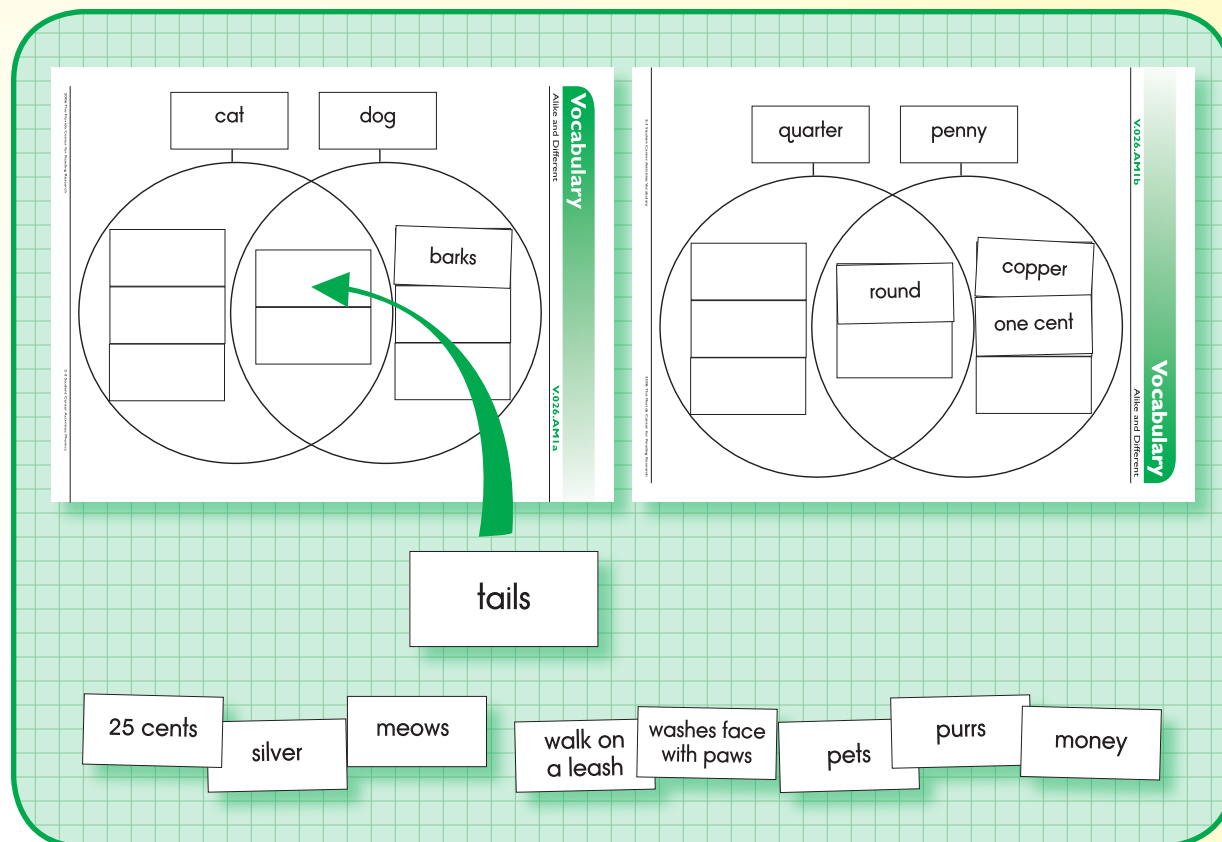 cat
dog
barks
Vocabulary
Alike and Different
V.026.AM1a
quarter
penny
round
copper
one cent
V.026.AM1b
Vocabulary
Alike and Different
tails
25 cents
silver
meows
walk on
a leash
washes face
with paws
pets
purrs
money